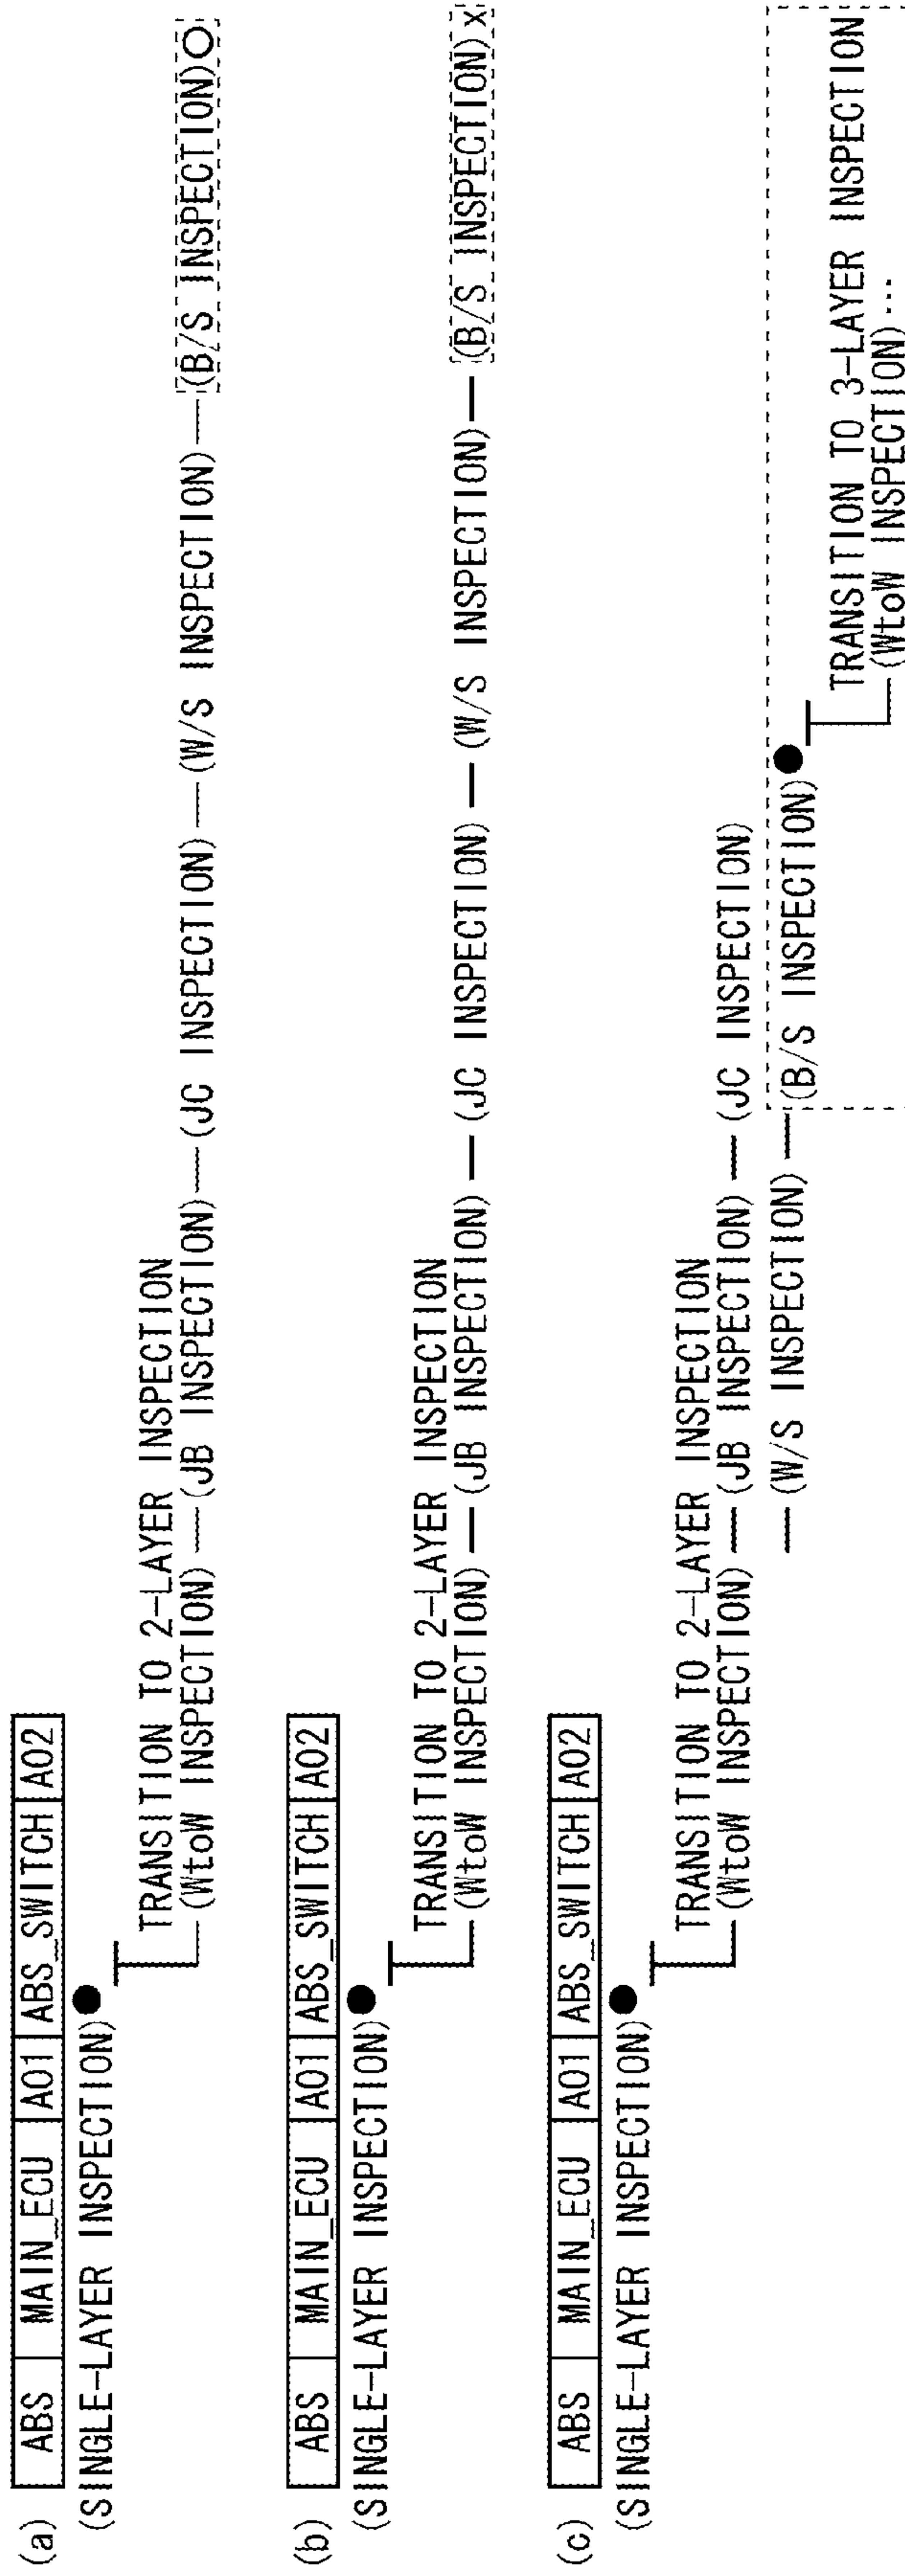 (a) ABS MAIN_ECU A01 ABS_SWITCH A02
(SINGLE-LAYER INSPECTION) ●
TRANSITION TO 2-LAYER INSPECTION
(WtoW INSPECTION) — (JB INSPECTION) — (JC INSPECTION) — (W/S INSPECTION) — (B/S INSPECTION) ○
(b) ABS MAIN_ECU A01 ABS_SWITCH A02
(SINGLE-LAYER INSPECTION) ●
TRANSITION TO 2-LAYER INSPECTION
(WtoW INSPECTION) — (JB INSPECTION) — (JC INSPECTION) — (W/S INSPECTION) — (B/S INSPECTION) x
(c) ABS MAIN_ECU A01 ABS_SWITCH A02
(SINGLE-LAYER INSPECTION) ●
TRANSITION TO 2-LAYER INSPECTION
(WtoW INSPECTION) — (JB INSPECTION) — (JC INSPECTION)
— (W/S INSPECTION) — (B/S INSPECTION) ●
TRANSITION TO 3-LAYER INSPECTION
(WtoW INSPECTION)...